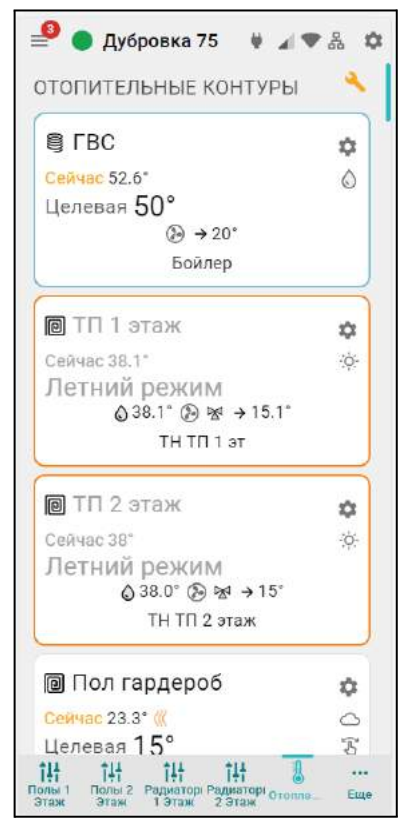 3
Дубровка 75
ОТОПИТЕЛЬНЫЕ КОНТУРЫ
ГВС
Сейчас 52.6°
Целевая 50°
→ 20°
Бойлер
ТП 1 этаж
Сейчас 38.1°
Летний режим
38.1° → 15.1°
ТН ТП 1 эт
ТП 2 этаж
Сейчас 38°
Летний режим
38.0° → 15°
ТН ТП 2 этаж
Пол гардероб
Сейчас 23.3°
Целевая 15°
Полы 1 Этаж
Полы 2 Этаж
Радиаторы 1 Этаж
Радиаторы 2 Этаж
Отопле...
Еще